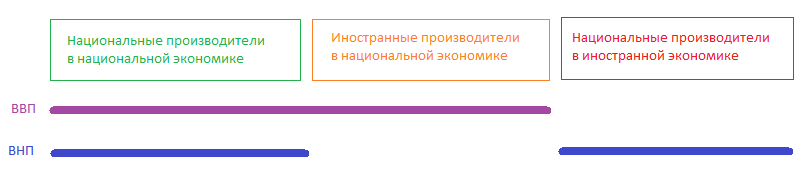 Национальные производители
в национальной экономике
Иностранные производители
в национальной экономике
Национальные производители
в иностранной экономике
ВВП
ВНП